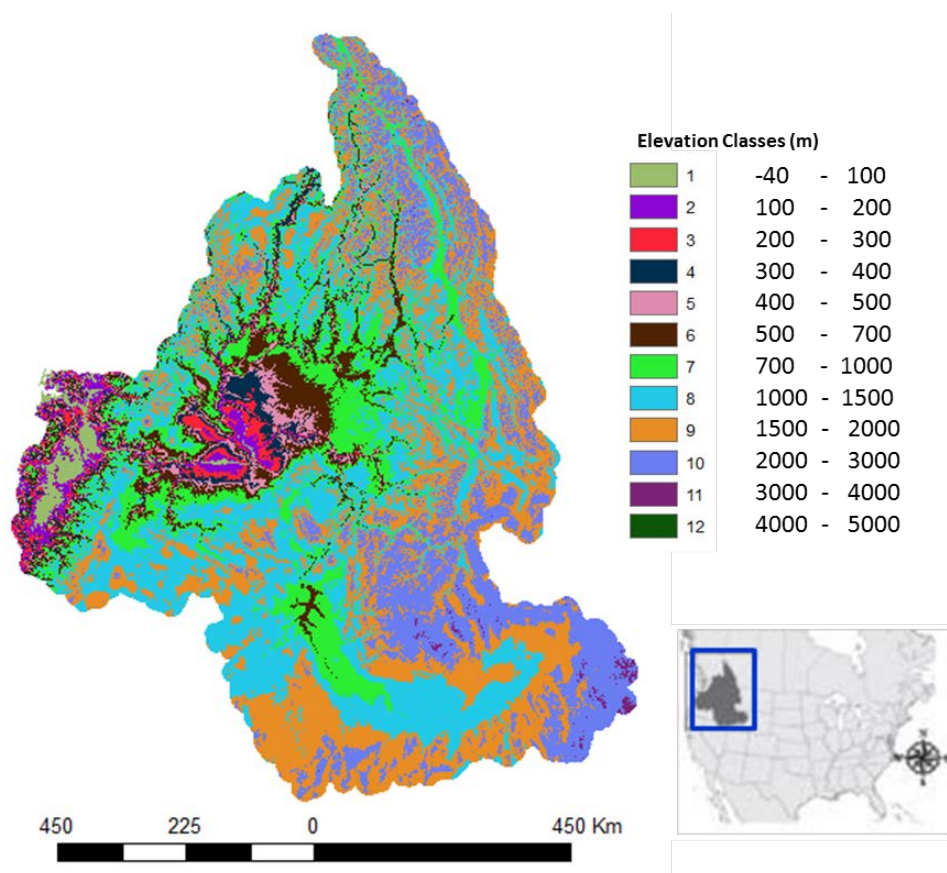 Elevation Classes (m)
1 -40 - 100
2 100 - 200
3 200 - 300
4 300 - 400
5 400 - 500
6 500 - 700
7 700 - 1000
8 1000 - 1500
9 1500 - 2000
10 2000 - 3000
11 3000 - 4000
12 4000 - 5000
450 225 0 450 Km